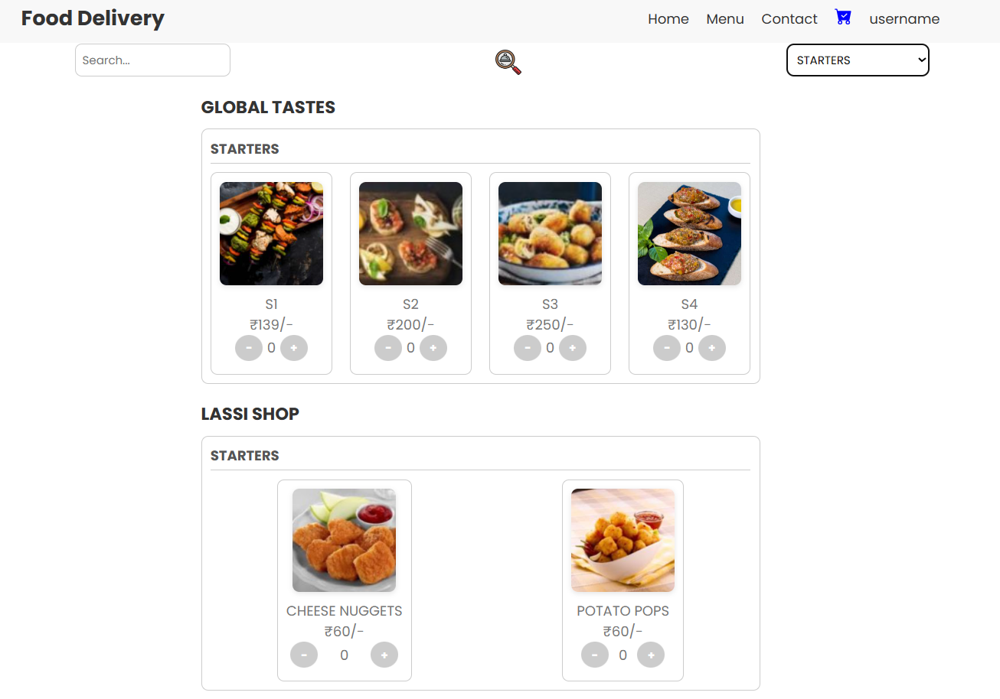 Food Delivery
Home Menu Contact username
Search...
STARTERS
GLOBAL TASTES
STARTERS
S1
₹139/-
- 0 +
S2
₹200/-
- 0 +
S3
₹250/-
- 0 +
S4
₹130/-
- 0 +
LASSI SHOP
STARTERS
CHEESE NUGGETS
₹60/-
- 0 +
POTATO POPS
₹60/-
- 0 +